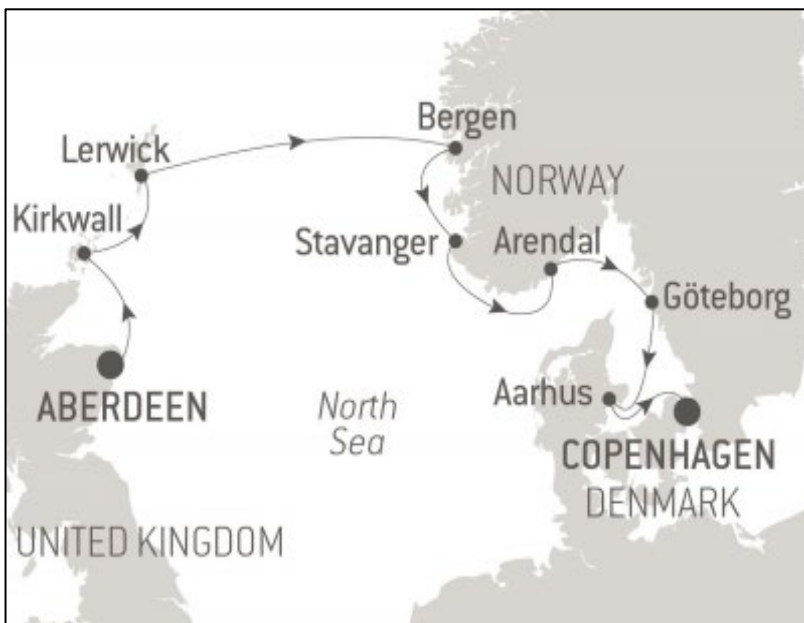 Bergen
Lerwick
NORWAY
Kirkwall
Stavanger
Arendal
Göteborg
Aarhus
ABERDEEN
North
Sea
COPENHAGEN
DENMARK
UNITED KINGDOM